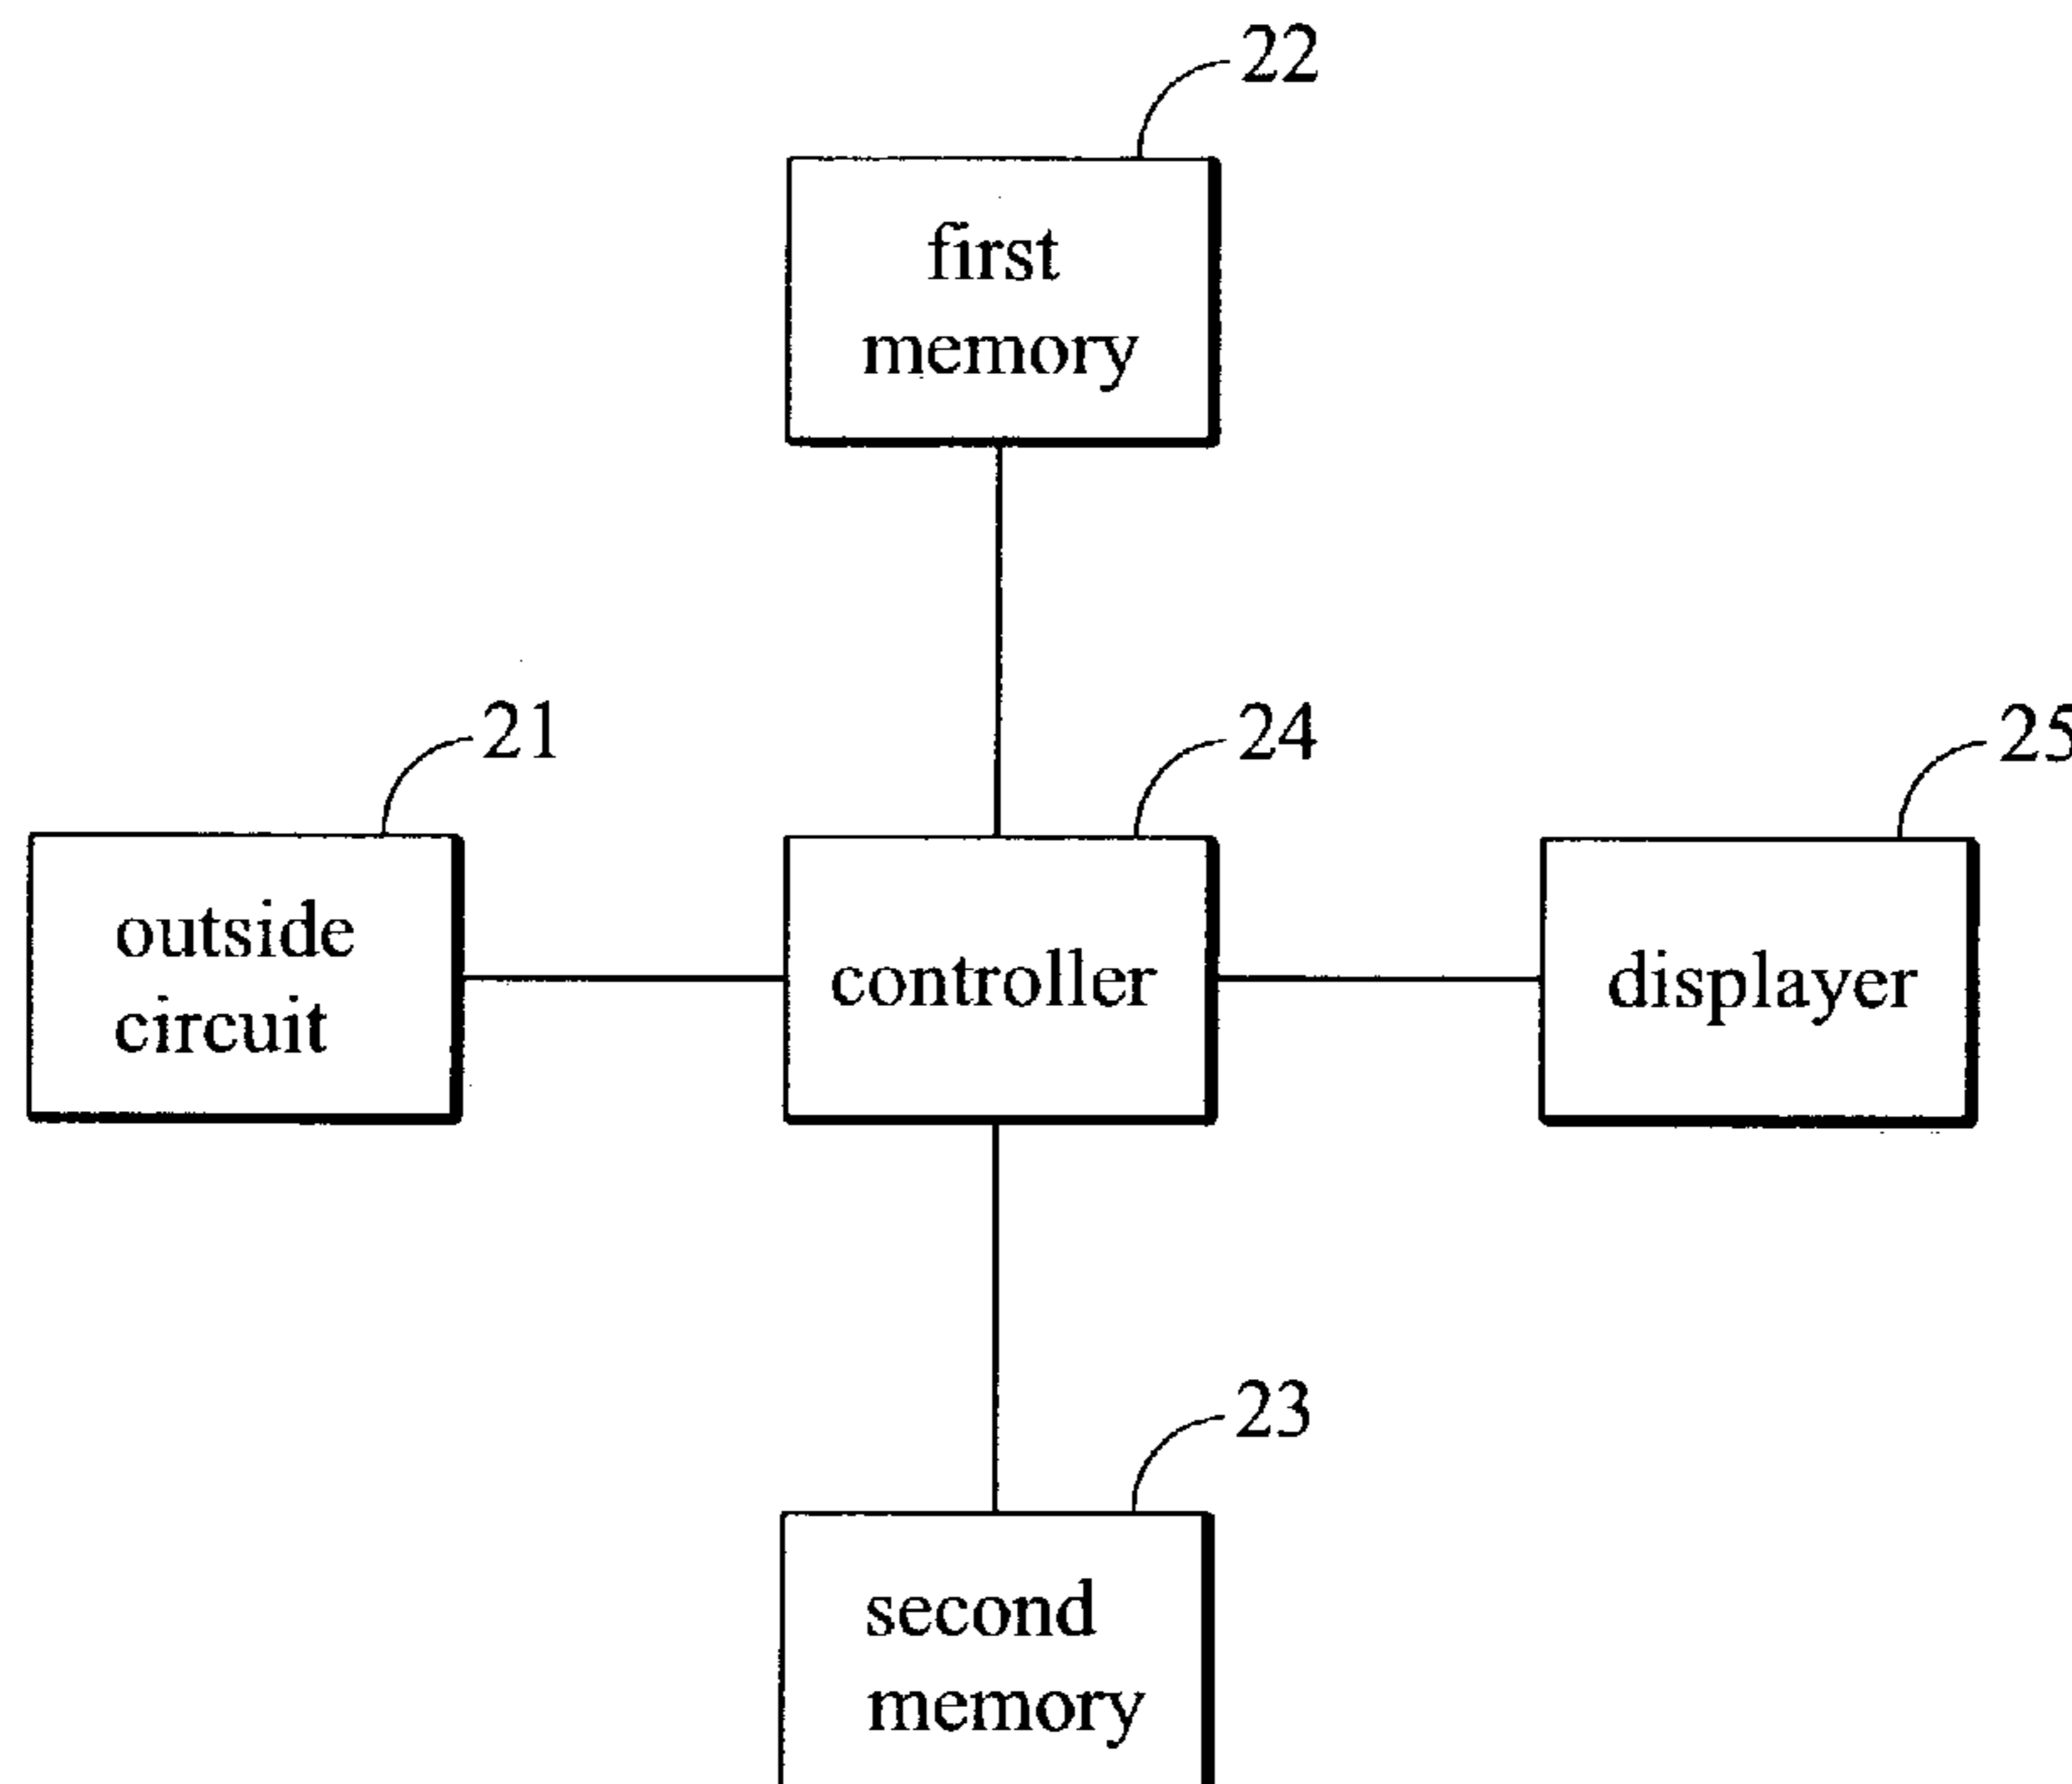 22
first
memory
21
24
25
outside
circuit
controller
displayer
23
second
memory